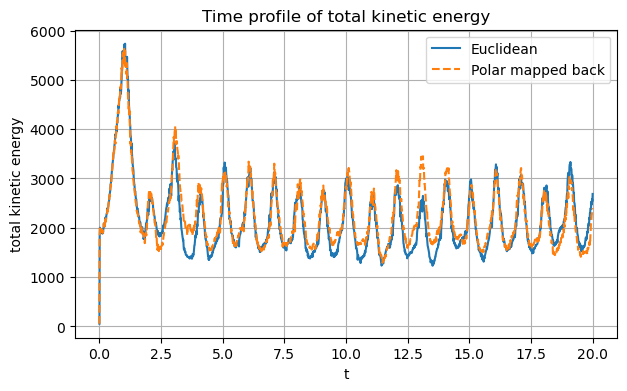 Time profile of total kinetic energy
Euclidean
Polar mapped back
total kinetic energy
6000
5000
4000
3000
2000
1000
0
0.0 2.5 5.0 7.5 10.0 12.5 15.0 17.5 20.0
t